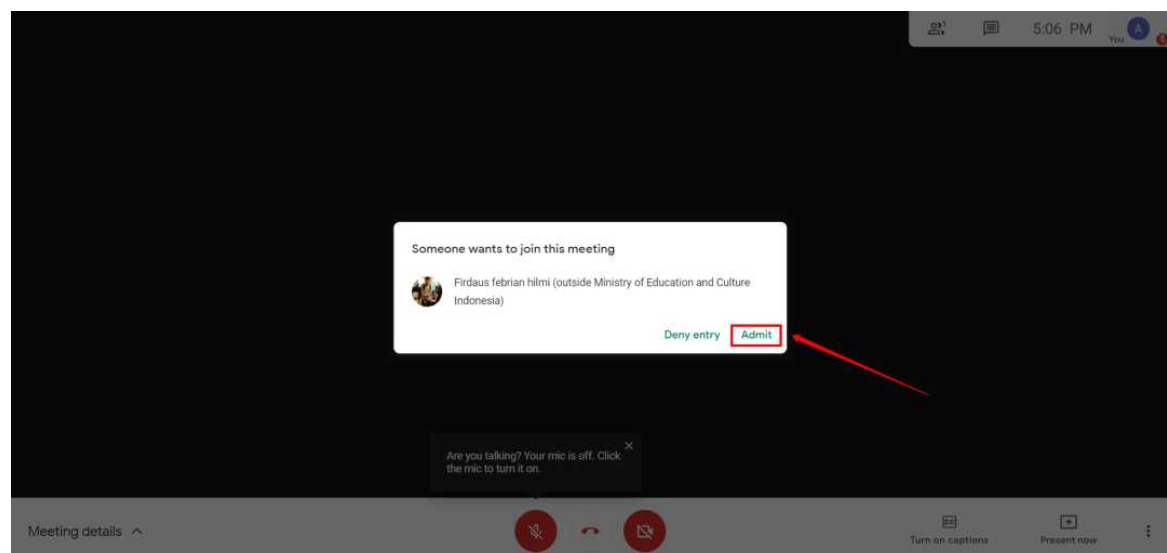 1
5:06 PM
You
A
Someone wants to join this meeting
Firdaus febrian hilmi (outside Ministry of Education and Culture
Indonesia)
Deny entry Admit
Are you talking? Your mic is off. Click
the mic to turn it on.
Meeting details
Turn on captions
Present now